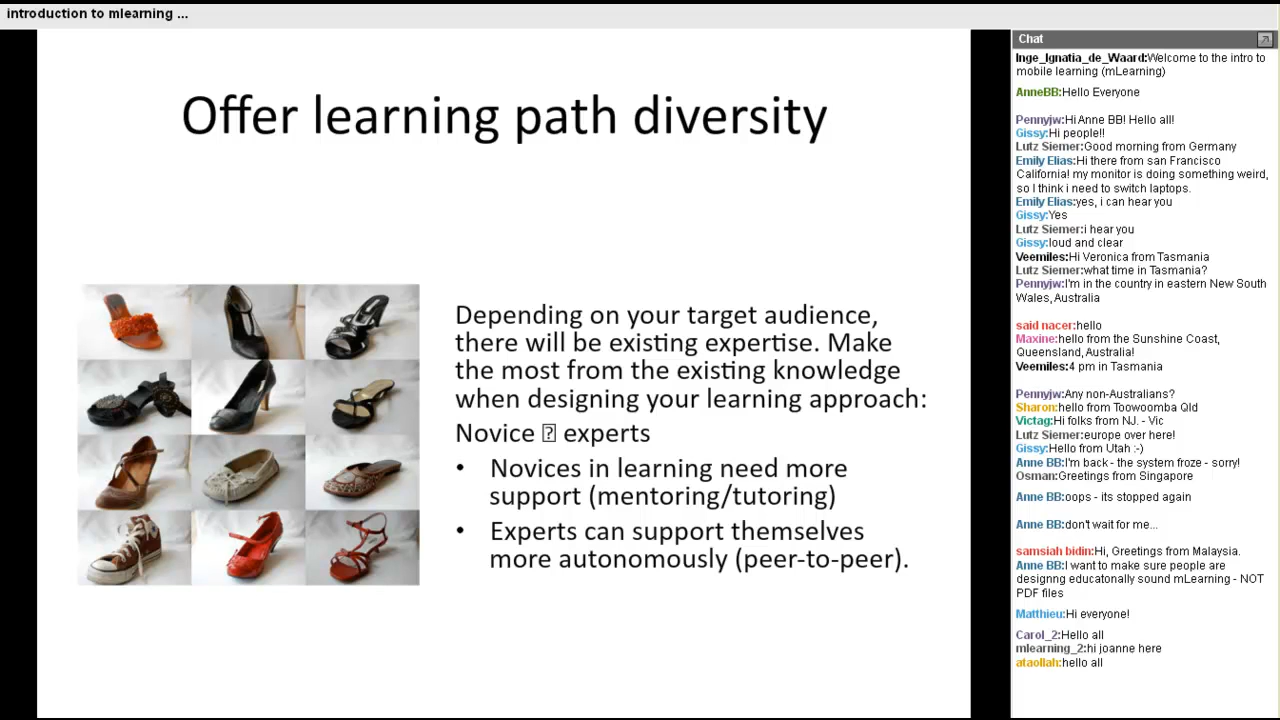 introduction to mlearning ...
Offer learning path diversity
Depending on your target audience,
there will be existing expertise. Make
the most from the existing knowledge
when designing your learning approach:
Novice ? experts
• Novices in learning need more
support (mentoring/tutoring)
• Experts can support themselves
more autonomously (peer-to-peer).
Chat
Inge_Ignatia_de_Waard:Welcome to the intro to
mobile learning (mLearning)
AnneBB:Hello Everyone
Pennyjw:Hi Anne BB! Hello all!
Gissy:Hi people!!
Lutz Siemer:Good morning from Germany
Emily Elias:Hi there from san Francisco
California! my monitor is doing something weird,
so I think i need to switch laptops.
Emily Elias:yes, i can hear you
Gissy:Yes
Lutz Siemer:i hear you
Gissy:loud and clear
Veemiles:Hi Veronica from Tasmania
Lutz Siemer:what time in Tasmania?
Pennyjw:I'm in the country in eastern New South
Wales, Australia
said nacer:hello
Maxine:hello from the Sunshine Coast,
Queensland, Australia!
Veemiles:4 pm in Tasmania
Pennyjw:Any non-Australians?
Sharon:hello from Toowoomba Qld
Victag:Hi folks from NJ. - Vic
Lutz Siemer:europe over here!
Gissy:Hello from Utah :-)
Anne BB:I'm back - the system froze - sorry!
Osman:Greetings from Singapore
Anne BB:oops - its stopped again
Anne BB:don't wait for me...
samsiah bidin:Hi, Greetings from Malaysia.
Anne BB:I want to make sure people are
designng educatonally sound mLearning - NOT
PDF files
Matthieu:Hi everyone!
Carol_2:Hello all
mlearning_2:hi joanne here
ataollah:hello all